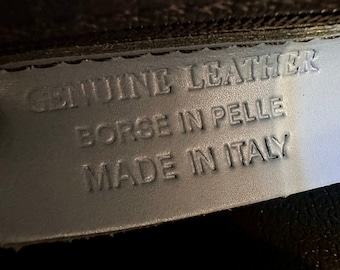 GENUINE LEATHER
BORSE IN PELLE
MADE IN ITALY